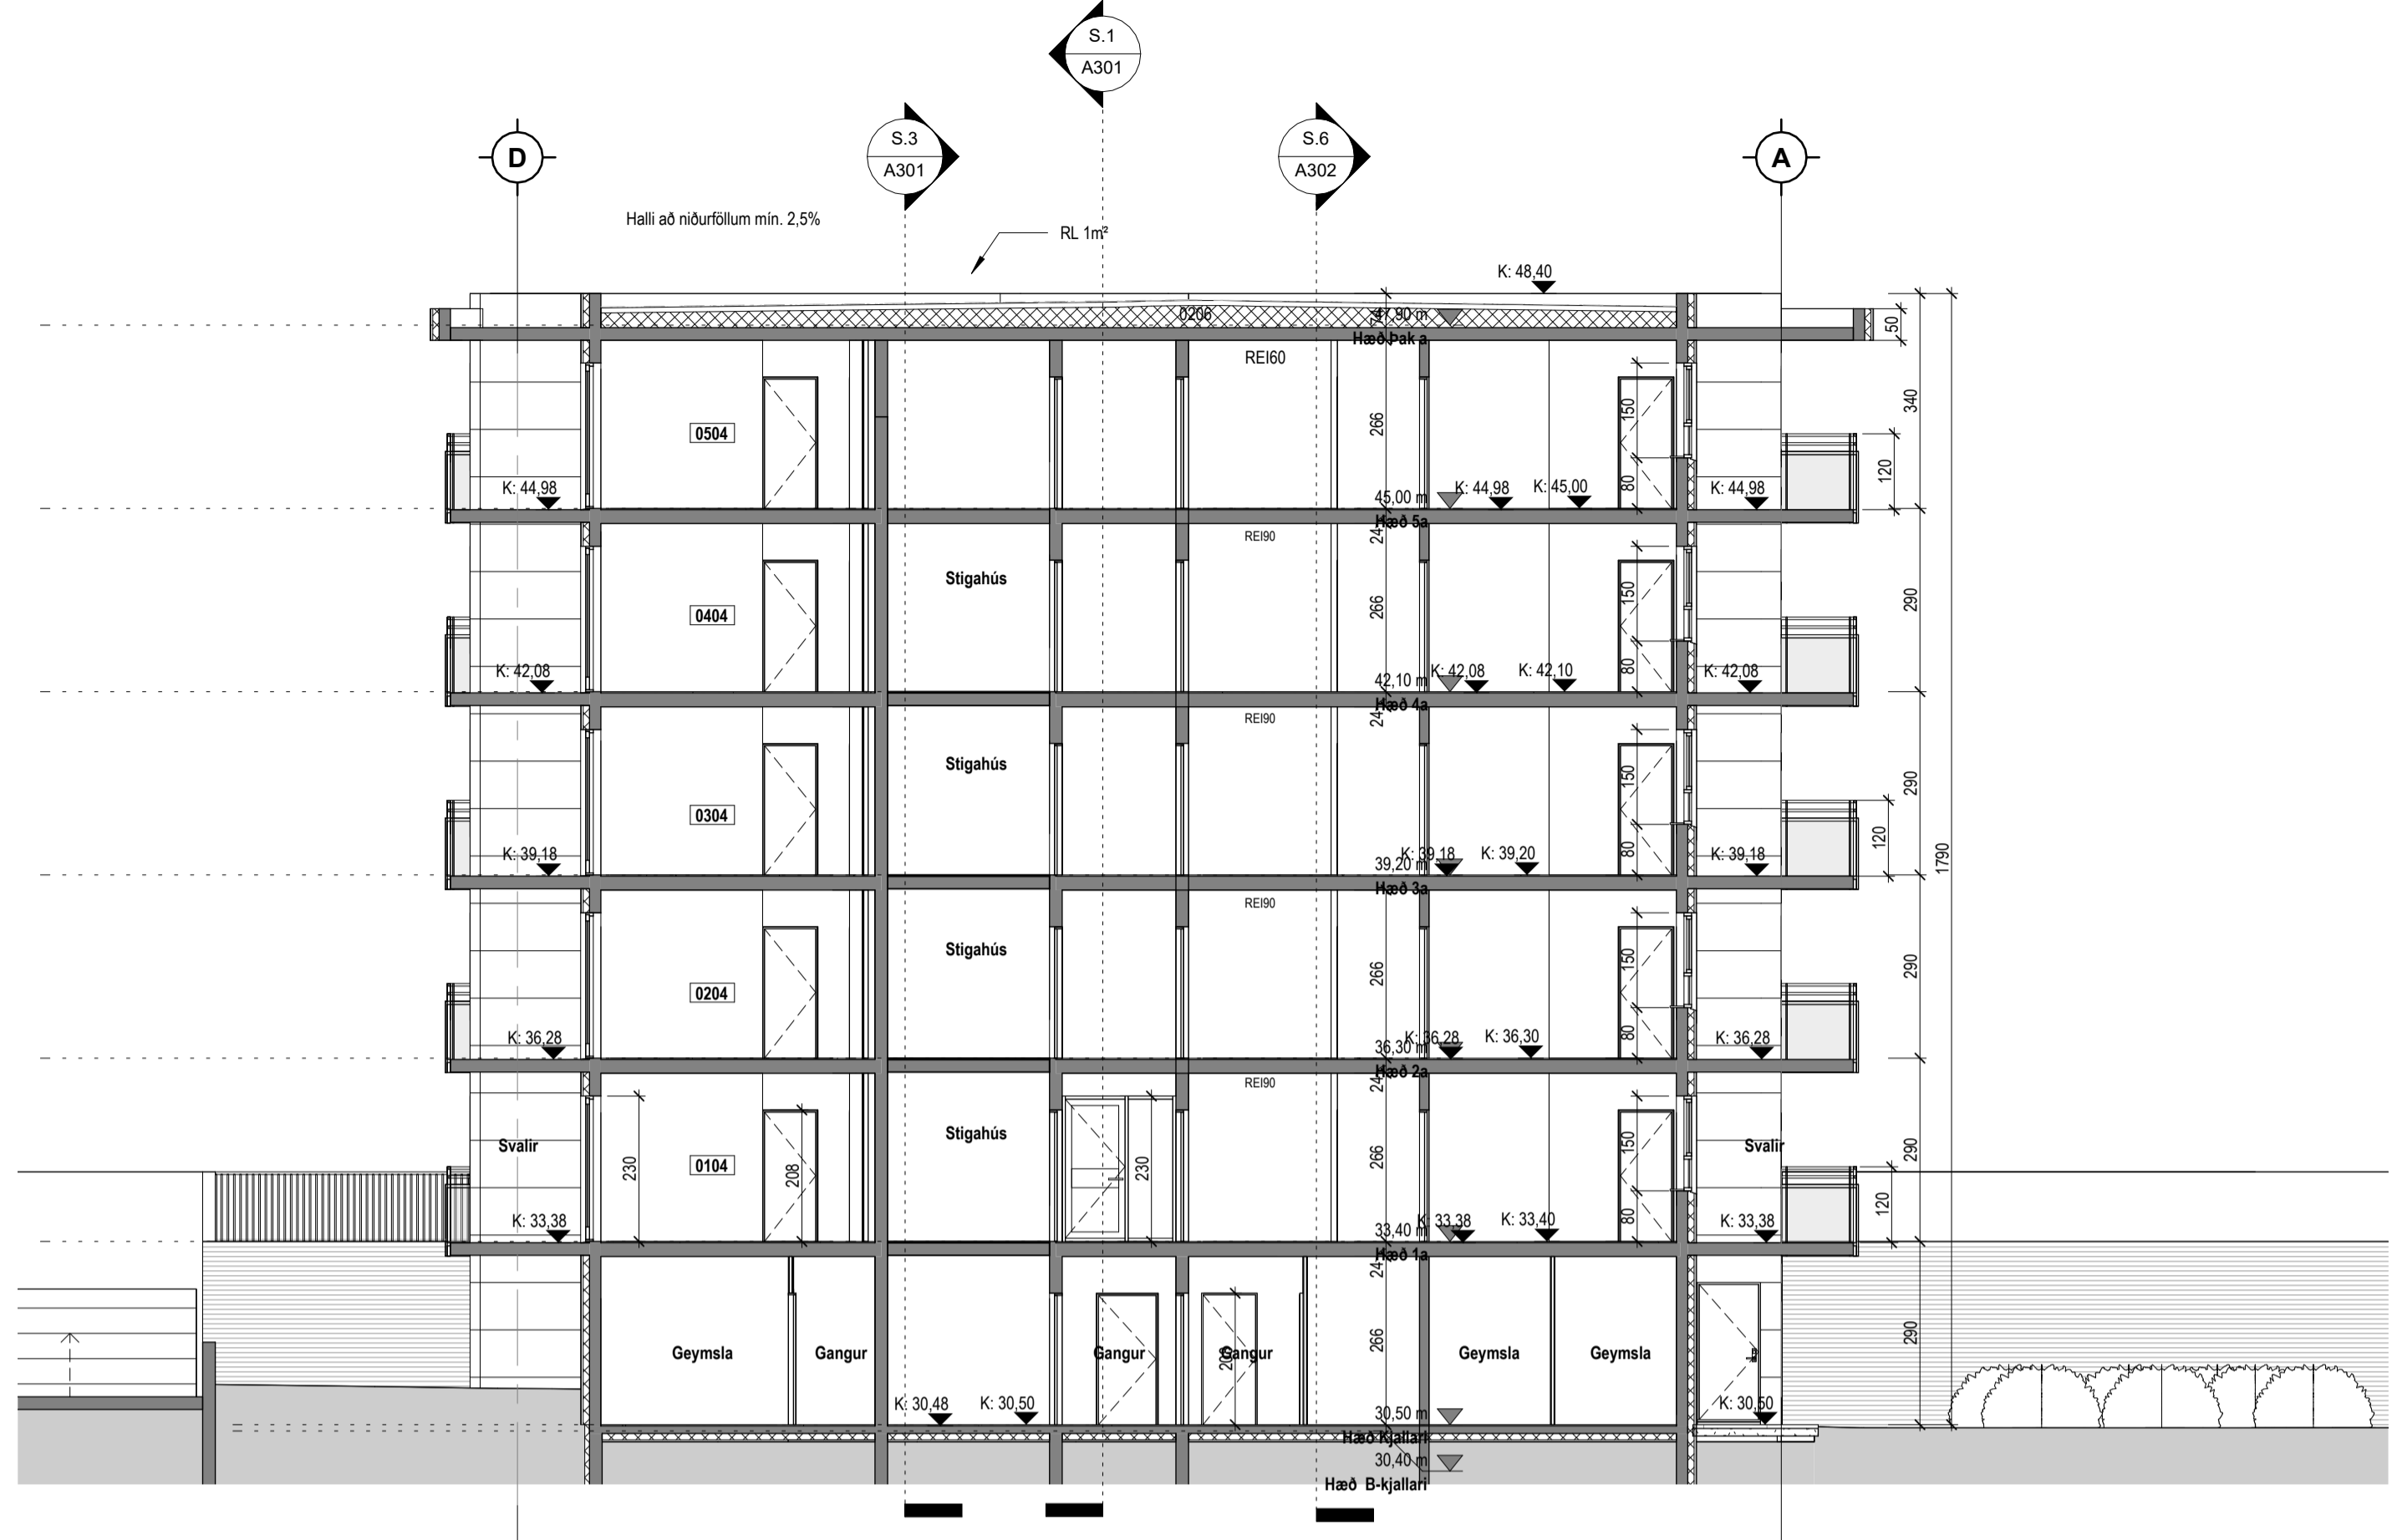 S.1
A301
D
S.3
A301
S.6
A302
A
Halli að niðurföllum mín. 2,5%
RL 1m²
K: 48,40
0206
47,90 m
Hæð Þak a
50
REI60
340
150
266
0504
120
80
K: 44,98
45,00 m
K: 44,98
K: 45,00
K: 44,98
Hæð 5a
24
REI90
Stigahús
150
290
266
0404
80
K: 42,08
42,10 m
K: 42,08
K: 42,10
K: 42,08
Hæð 4a
24
REI90
Stigahús
150
290
266
0304
120
80
1790
K: 39,18
39,20 m
K: 39,18
K: 39,20
K: 39,18
Hæð 3a
REI90
Stigahús
150
290
266
0204
80
K: 36,28
36,30 m
K: 36,28
K: 36,30
K: 36,28
Hæð 2a
24
REI90
Stigahús
Svalir
150
Svalir
290
230
0104
208
230
266
120
80
K: 33,38
33,40 m
K: 33,38
K: 33,40
K: 33,38
Hæð 1a
24
290
266
Geymsla
Gangur
Gangur
208
Gangur
Geymsla
Geymsla
K: 30,48
K: 30,50
30,50 m
K: 30,50
Hæð Kjallari
30,40 m
Hæð B-kjallari